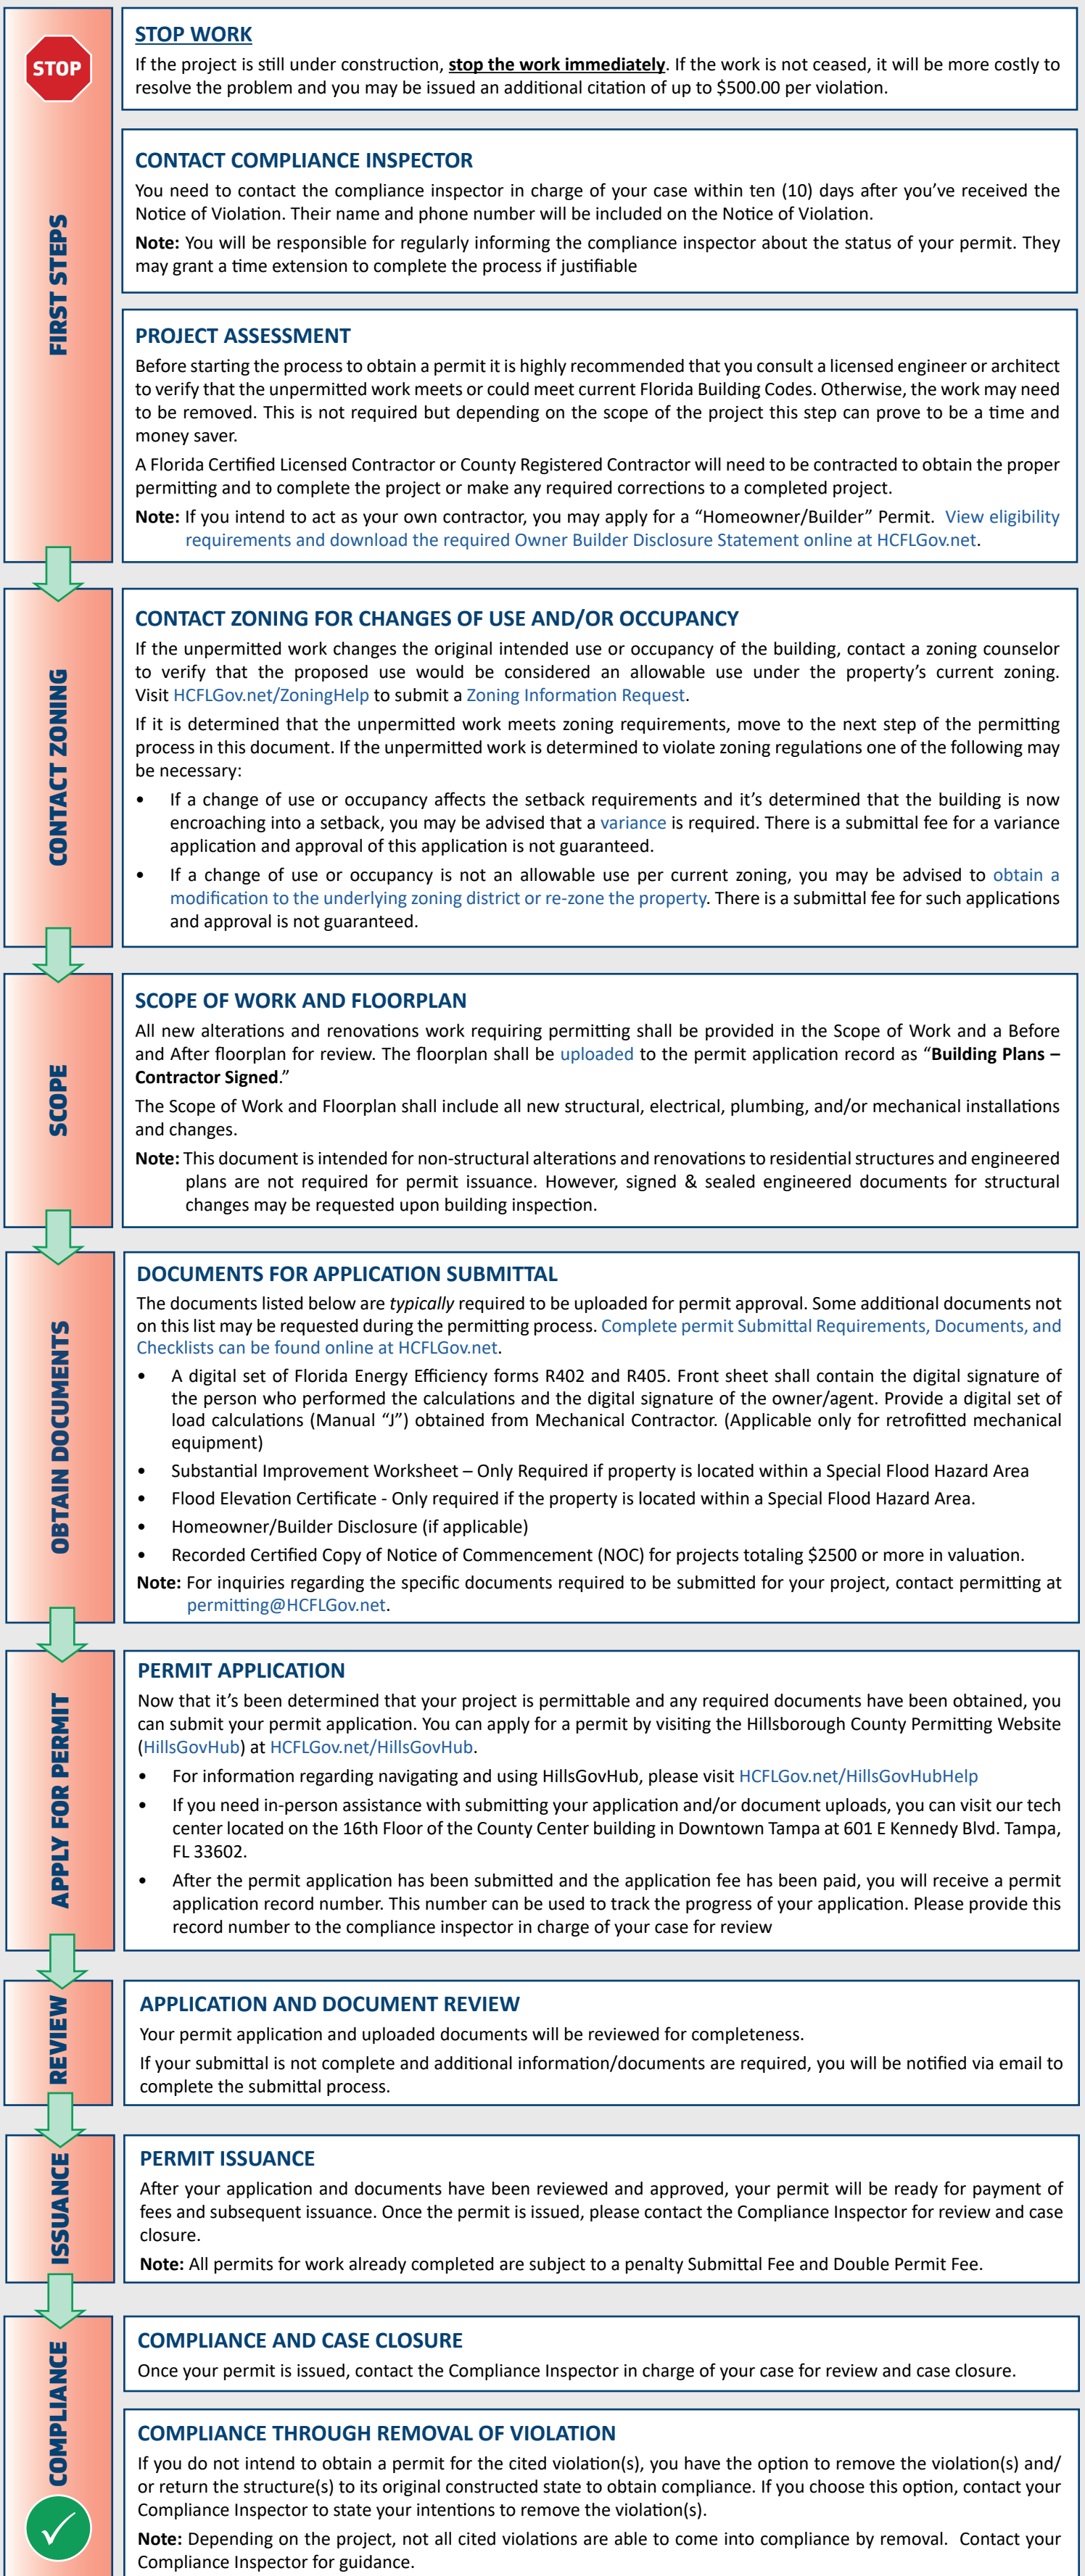 STOP
FIRST STEPS
STOP WORK
If the project is still under construction, stop the work immediately. If the work is not ceased, it will be more costly to
resolve the problem and you may be issued an additional citation of up to $500.00 per violation.
CONTACT COMPLIANCE INSPECTOR
You need to contact the compliance inspector in charge of your case within ten (10) days after you've received the
Notice of Violation. Their name and phone number will be included on the Notice of Violation.
Note: You will be responsible for regularly informing the compliance inspector about the status of your permit. They
may grant a time extension to complete the process if justifiable
PROJECT ASSESSMENT
Before starting the process to obtain a permit it is highly recommended that you consult a licensed engineer or architect
to verify that the unpermitted work meets or could meet current Florida Building Codes. Otherwise, the work may need
to be removed. This is not required but depending on the scope of the project this step can prove to be a time and
money saver.
A Florida Certified Licensed Contractor or County Registered Contractor will need to be contracted to obtain the proper
permitting and to complete the project or make any required corrections to a completed project.
Note: If you intend to act as your own contractor, you may apply for a “Homeowner/Builder” Permit. View eligibility
requirements and download the required Owner Builder Disclosure Statement online at HCFLGov.net.
CONTACT ZONING
CONTACT ZONING FOR CHANGES OF USE AND/OR OCCUPANCY
If the unpermitted work changes the original intended use or occupancy of the building, contact a zoning counselor
to verify that the proposed use would be considered an allowable use under the property's current zoning.
Visit HCFLGov.net/ZoningHelp to submit a Zoning Information Request.
If it is determined that the unpermitted work meets zoning requirements, move to the next step of the permitting
process in this document. If the unpermitted work is determined to violate zoning regulations one of the following may
be necessary:
• If a change of use or occupancy affects the setback requirements and it's determined that the building is now
encroaching into a setback, you may be advised that a variance is required. There is a submittal fee for a variance
application and approval of this application is not guaranteed.
• If a change of use or occupancy is not an allowable use per current zoning, you may be advised to obtain a
modification to the underlying zoning district or re-zone the property. There is a submittal fee for such applications
and approval is not guaranteed.
SCOPE
SCOPE OF WORK AND FLOORPLAN
All new alterations and renovations work requiring permitting shall be provided in the Scope of Work and a Before
and After floorplan for review. The floorplan shall be uploaded to the permit application record as “Building Plans –
Contractor Signed.”
The Scope of Work and Floorplan shall include all new structural, electrical, plumbing, and/or mechanical installations
and changes.
Note: This document is intended for non-structural alterations and renovations to residential structures and engineered
plans are not required for permit issuance. However, signed & sealed engineered documents for structural
changes may be requested upon building inspection.
OBTAIN DOCUMENTS
DOCUMENTS FOR APPLICATION SUBMITTAL
The documents listed below are typically required to be uploaded for permit approval. Some additional documents not
on this list may be requested during the permitting process. Complete permit Submittal Requirements, Documents, and
Checklists can be found online at HCFLGov.net.
• A digital set of Florida Energy Efficiency forms R402 and R405. Front sheet shall contain the digital signature of
the person who performed the calculations and the digital signature of the owner/agent. Provide a digital set of
load calculations (Manual “J”) obtained from Mechanical Contractor. (Applicable only for retrofitted mechanical
equipment)
• Substantial Improvement Worksheet – Only Required if property is located within a Special Flood Hazard Area
• Flood Elevation Certificate - Only required if the property is located within a Special Flood Hazard Area.
• Homeowner/Builder Disclosure (if applicable)
• Recorded Certified Copy of Notice of Commencement (NOC) for projects totaling $2500 or more in valuation.
Note: For inquiries regarding the specific documents required to be submitted for your project, contact permitting at
permitting@HCFLGov.net.
APPLY FOR PERMIT
PERMIT APPLICATION
Now that it's been determined that your project is permittable and any required documents have been obtained, you
can submit your permit application. You can apply for a permit by visiting the Hillsborough County Permitting Website
(HillsGovHub) at HCFLGov.net/HillsGovHub.
• For information regarding navigating and using HillsGovHub, please visit HCFLGov.net/HillsGovHubHelp
• If you need in-person assistance with submitting your application and/or document uploads, you can visit our tech
center located on the 16th Floor of the County Center building in Downtown Tampa at 601 E Kennedy Blvd. Tampa,
FL 33602.
• After the permit application has been submitted and the application fee has been paid, you will receive a permit
application record number. This number can be used to track the progress of your application. Please provide this
record number to the compliance inspector in charge of your case for review
REVIEW
APPLICATION AND DOCUMENT REVIEW
Your permit application and uploaded documents will be reviewed for completeness.
If your submittal is not complete and additional information/documents are required, you will be notified via email to
complete the submittal process.
ISSUANCE
PERMIT ISSUANCE
After your application and documents have been reviewed and approved, your permit will be ready for payment of
fees and subsequent issuance. Once the permit is issued, please contact the Compliance Inspector for review and case
closure.
Note: All permits for work already completed are subject to a penalty Submittal Fee and Double Permit Fee.
COMPLIANCE
COMPLIANCE AND CASE CLOSURE
Once your permit is issued, contact the Compliance Inspector in charge of your case for review and case closure.
COMPLIANCE THROUGH REMOVAL OF VIOLATION
If you do not intend to obtain a permit for the cited violation(s), you have the option to remove the violation(s) and/
or return the structure(s) to its original constructed state to obtain compliance. If you choose this option, contact your
Compliance Inspector to state your intentions to remove the violation(s).
Note: Depending on the project, not all cited violations are able to come into compliance by removal. Contact your
Compliance Inspector for guidance.